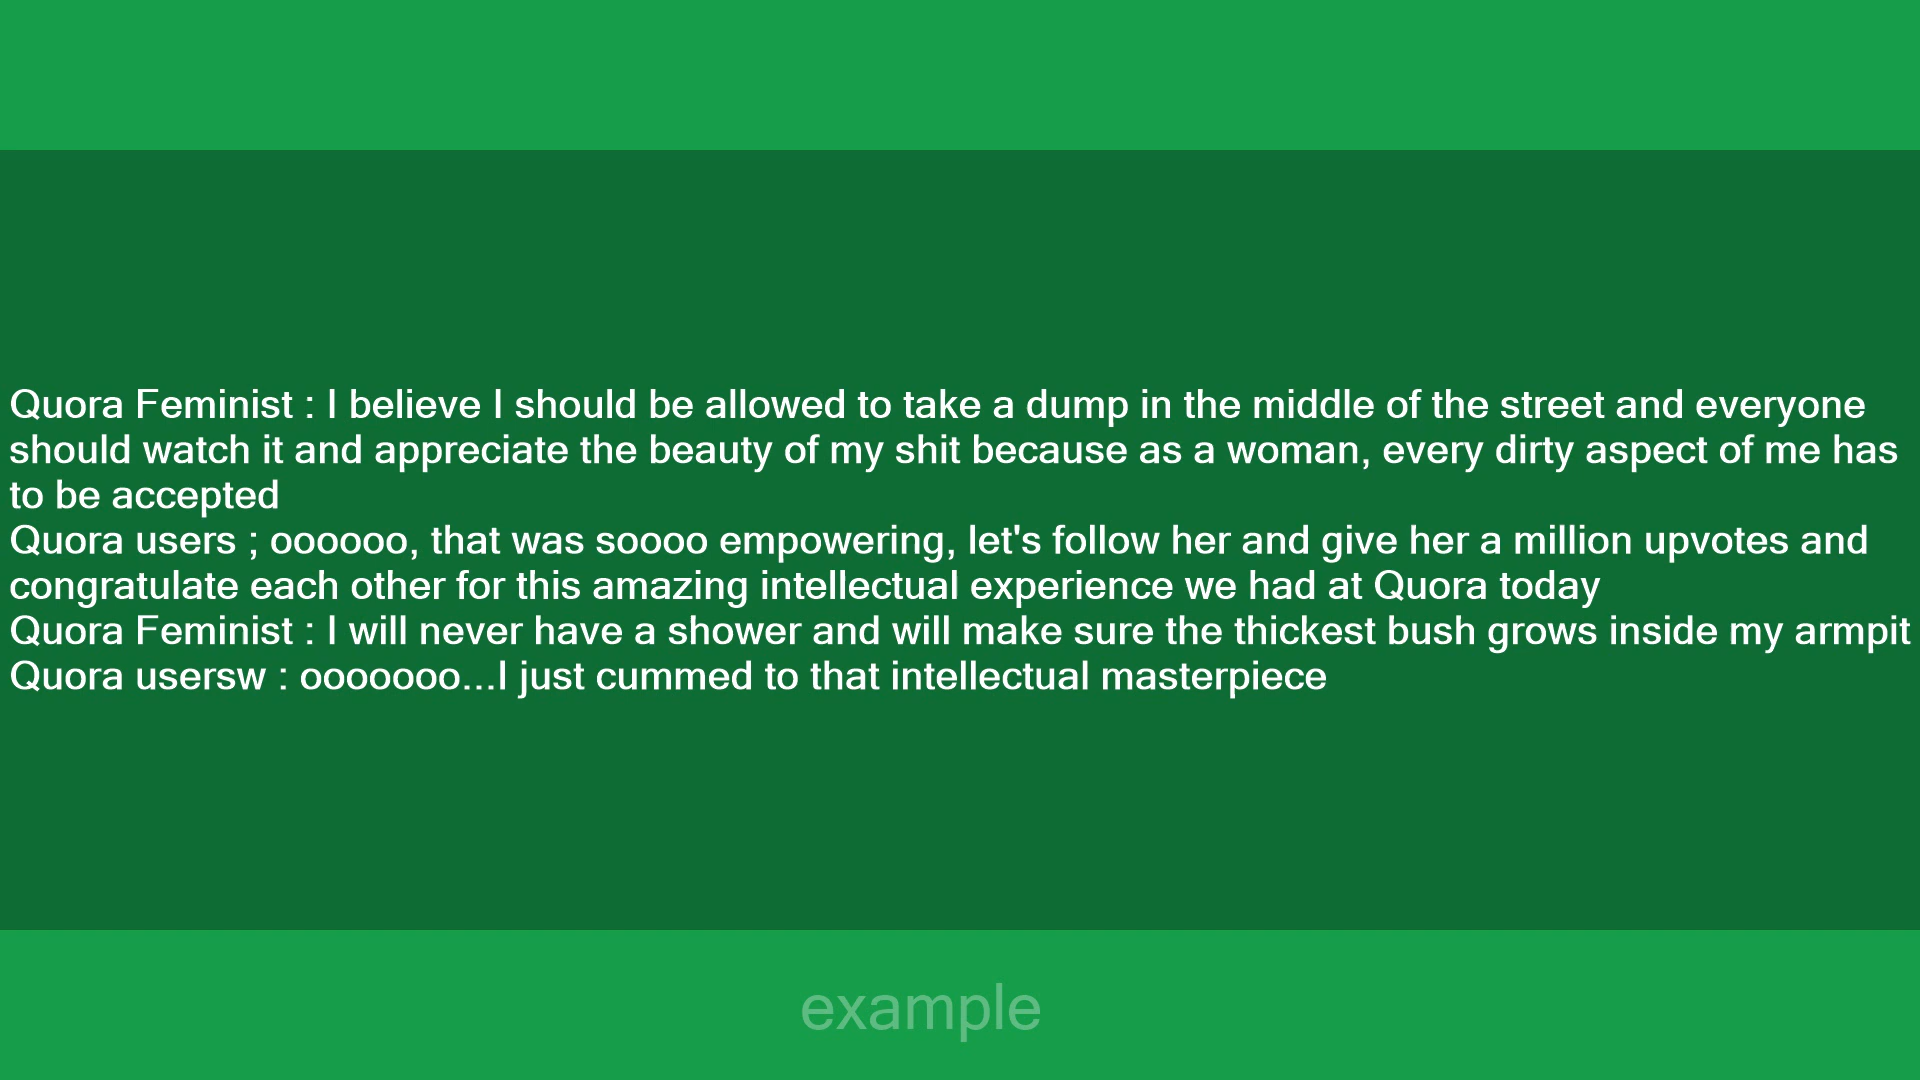 Quora Feminist : I believe I should be allowed to take a dump in the middle of the street and everyone
should watch it and appreciate the beauty of my shit because as a woman, every dirty aspect of me has
to be accepted
Quora users ; oooooo, that was soooo empowering, let's follow her and give her a million upvotes and
congratulate each other for this amazing intellectual experience we had at Quora today
Quora Feminist : I will never have a shower and will make sure the thickest bush grows inside my armpit
Quora usersw : ooooooo...I just cummed to that intellectual masterpiece
example